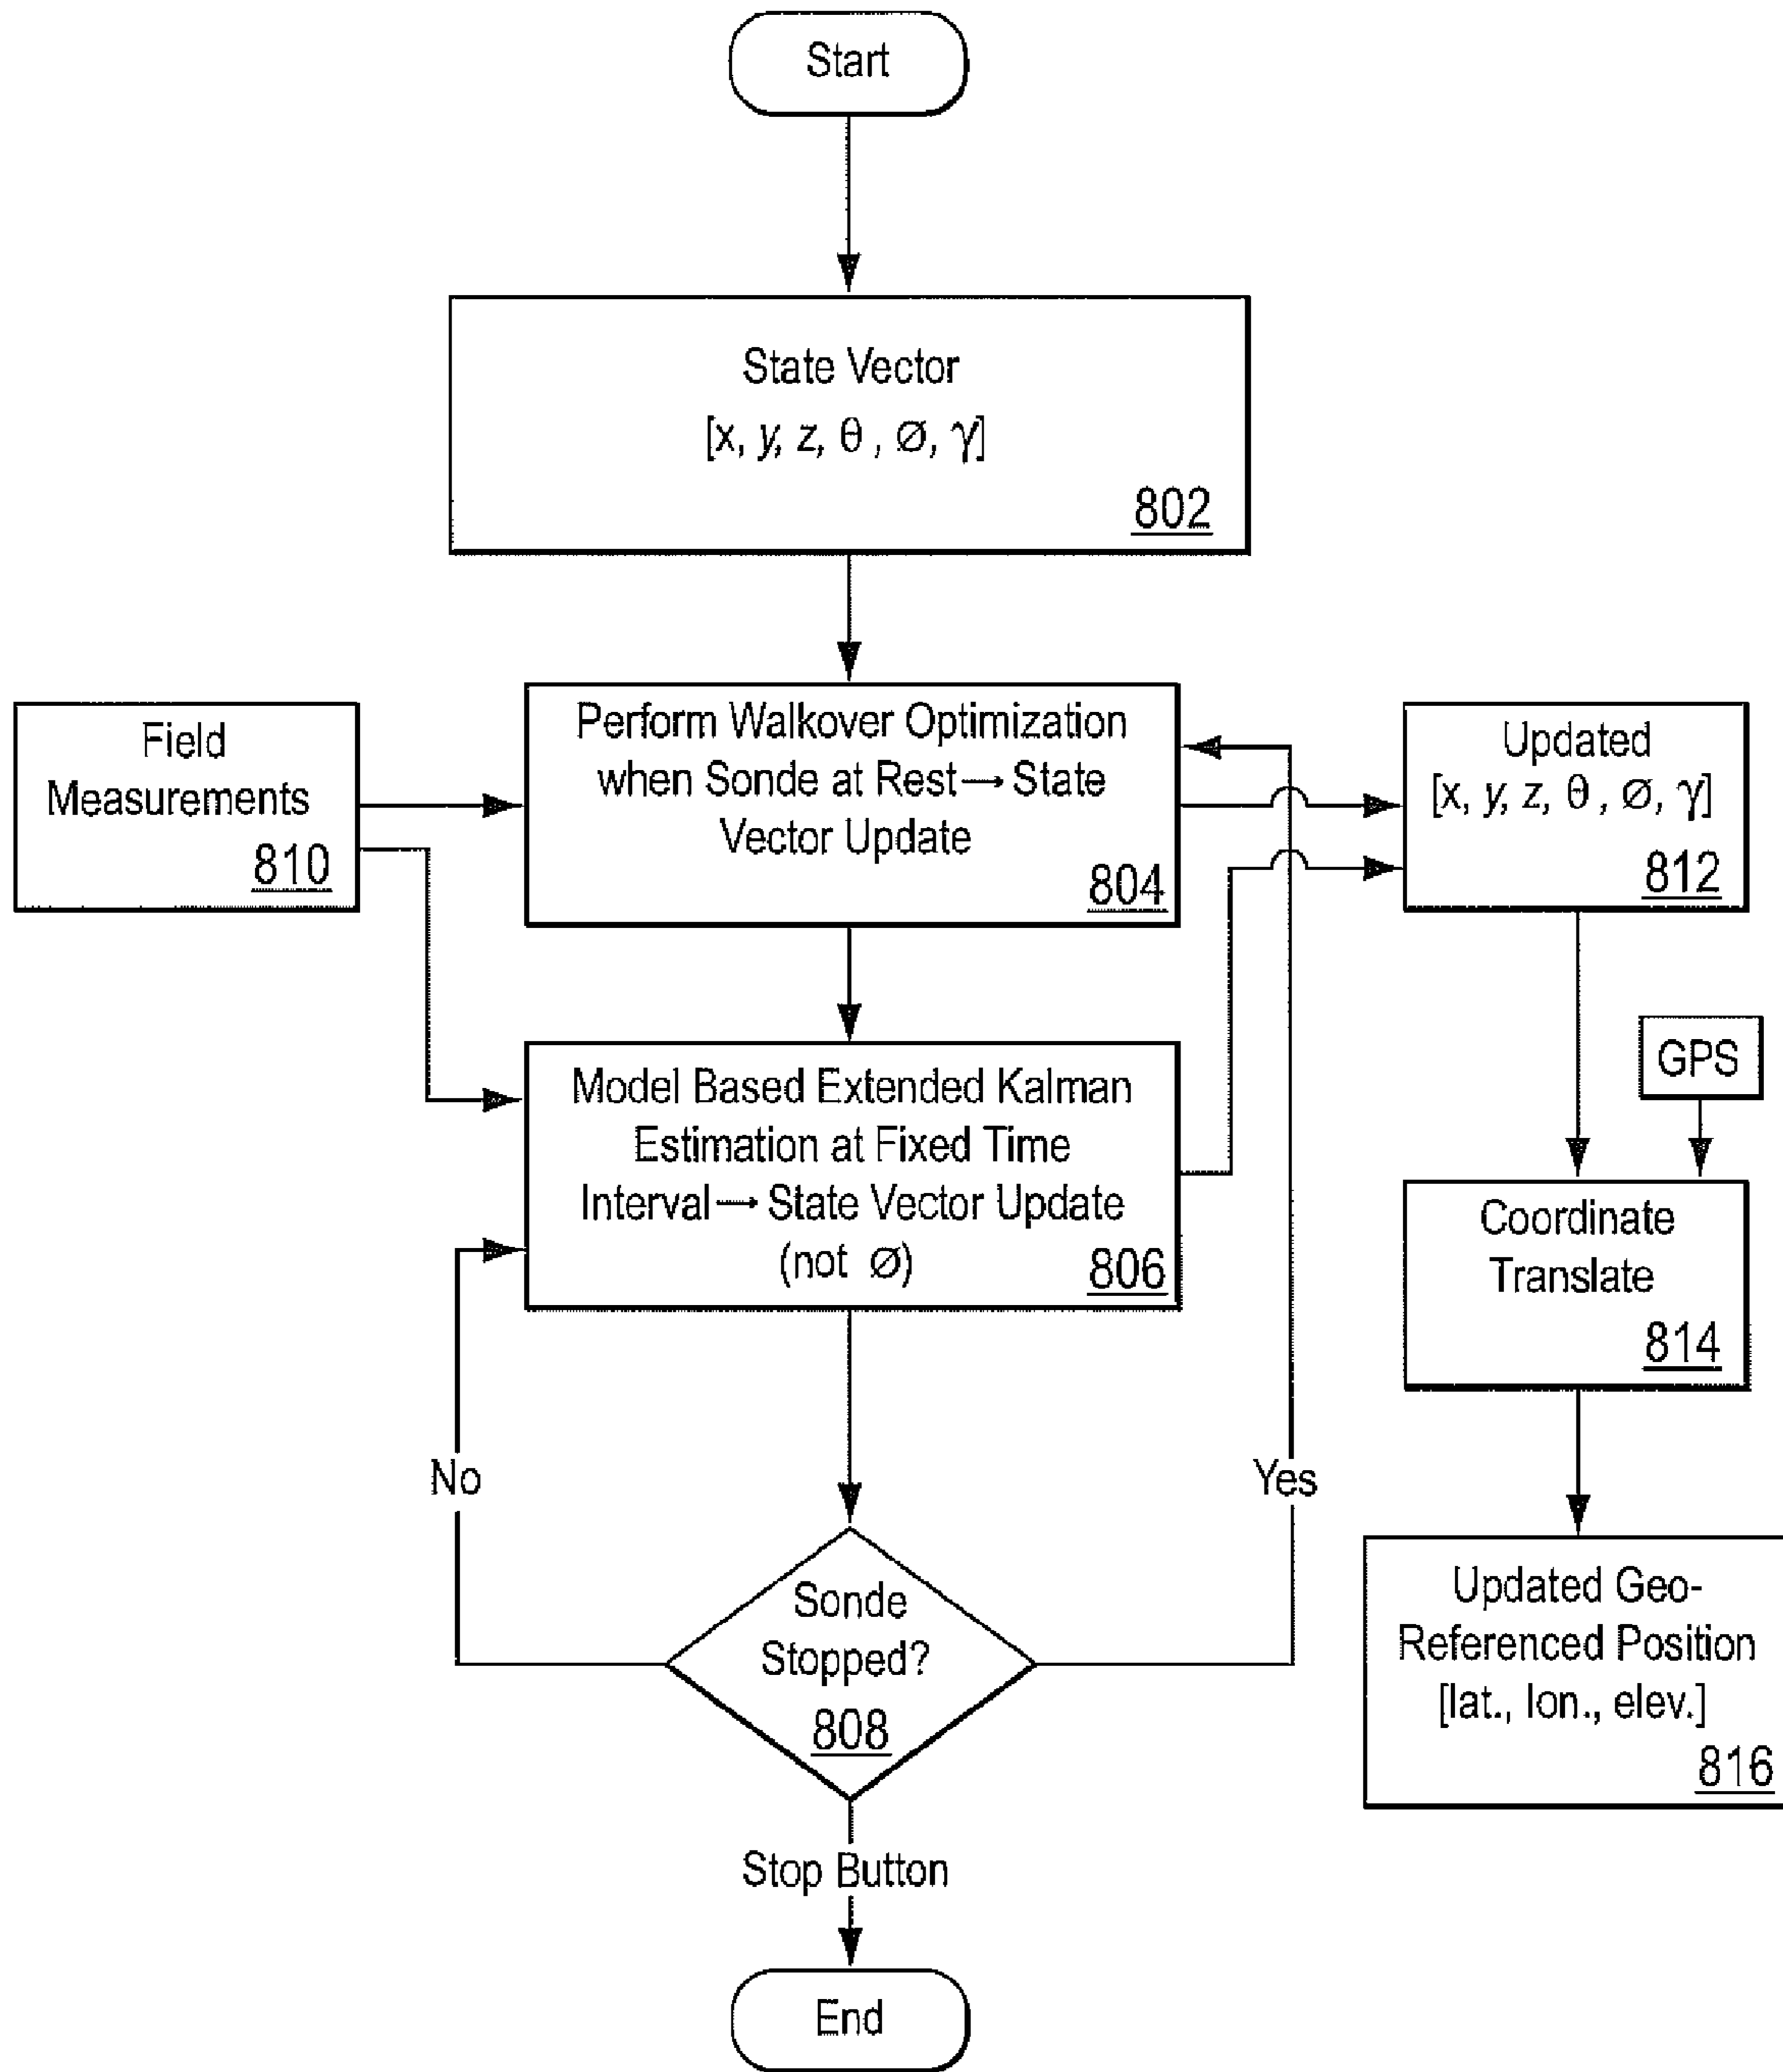 Start
State Vector
[x, y, z, θ , Ø, γ]
802
Field
Measurements
810
Perform Walkover Optimization
when Sonde at Rest → State
Vector Update
804
Updated
[x, y, z, θ , Ø, γ]
812
GPS
Model Based Extended Kalman
Estimation at Fixed Time
Interval → State Vector Update
(not Ø)
806
Coordinate
Translate
814
No
Yes
Sonde
Stopped?
808
Updated Geo-
Referenced Position
[lat., lon., elev.]
816
Stop Button
End